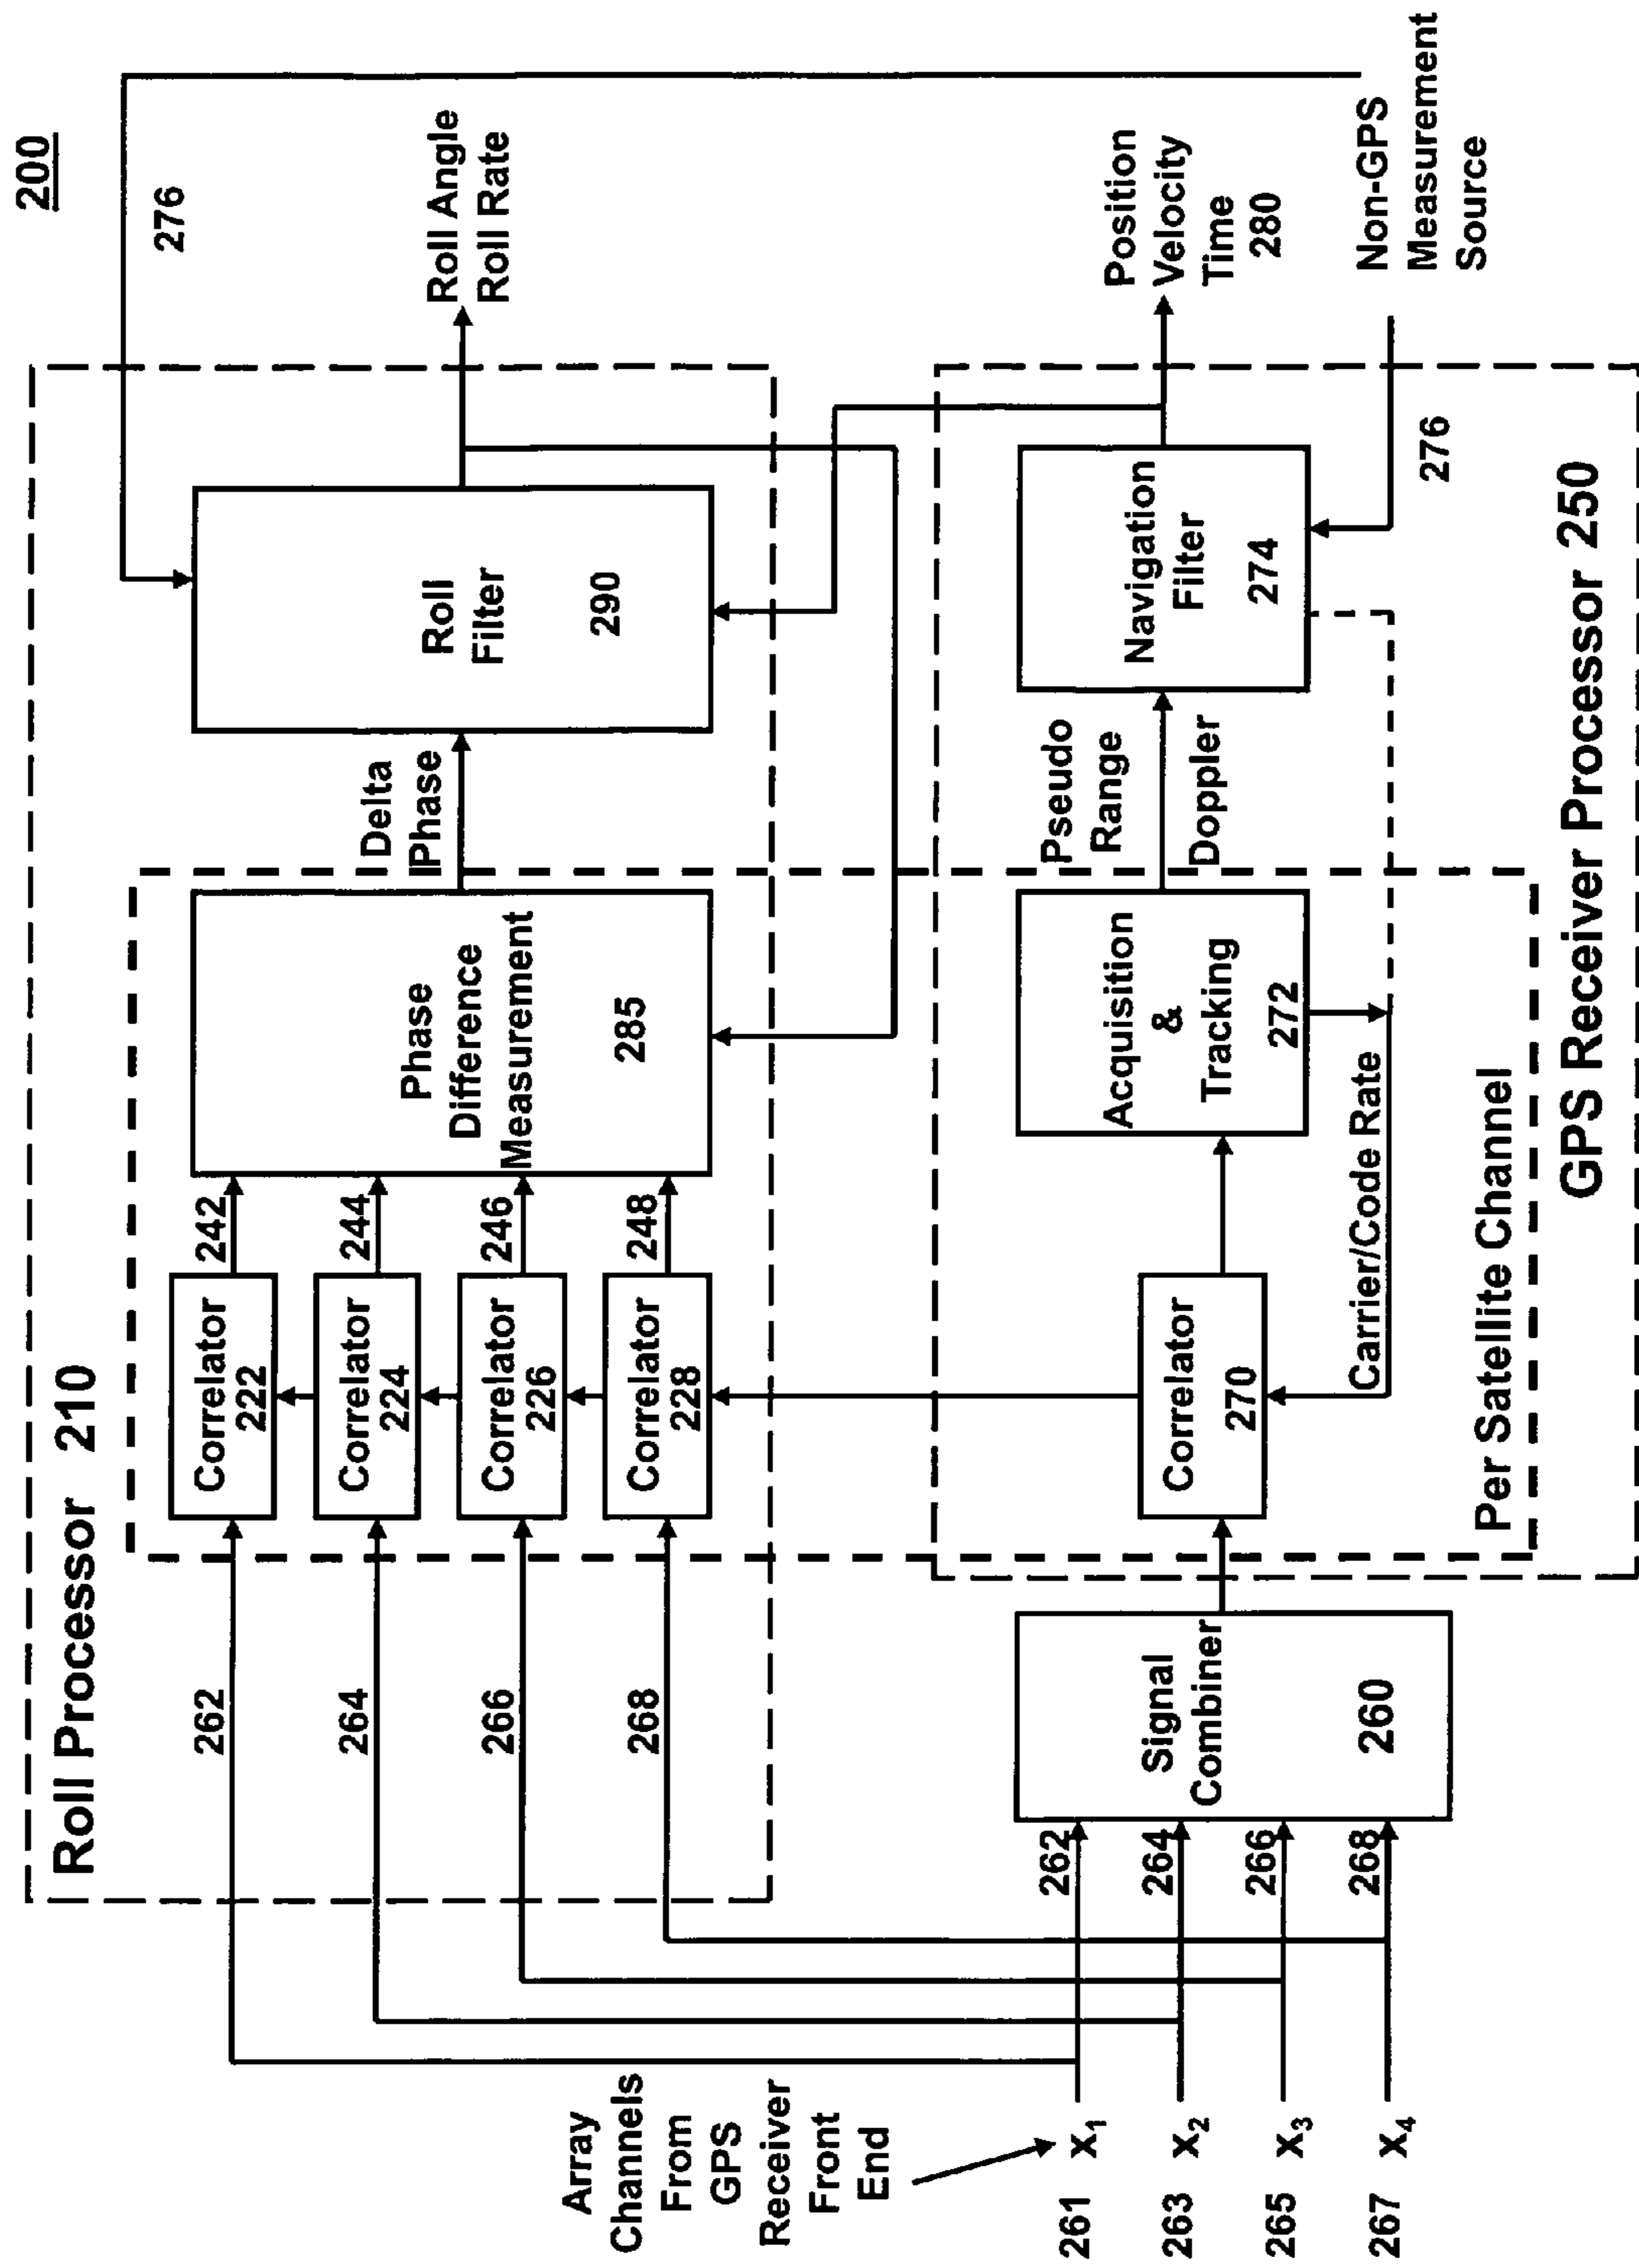 200
Roll Processor 210
276
262
264
266
268
Correlator
222
Correlator
224
Correlator
226
Correlator
228
242
244
246
248
Phase
Difference
Measurement
285
Delta
Phase
Roll
Filter
290
Roll Angle
Roll Rate
Array
Channels
From
GPS
Receiver
Front
End
261 X1
263 X2
265 X3
267 X4
262
264
266
268
Signal
Combiner
260
Correlator
270
Carrier/Code Rate
Acquisition
&
Tracking
272
Pseudo
Range
Doppler
Navigation
Filter
274
Position
Velocity
Time
280
Non-GPS
Measurement
Source
276
Per Satellite Channel
GPS Receiver Processor 250